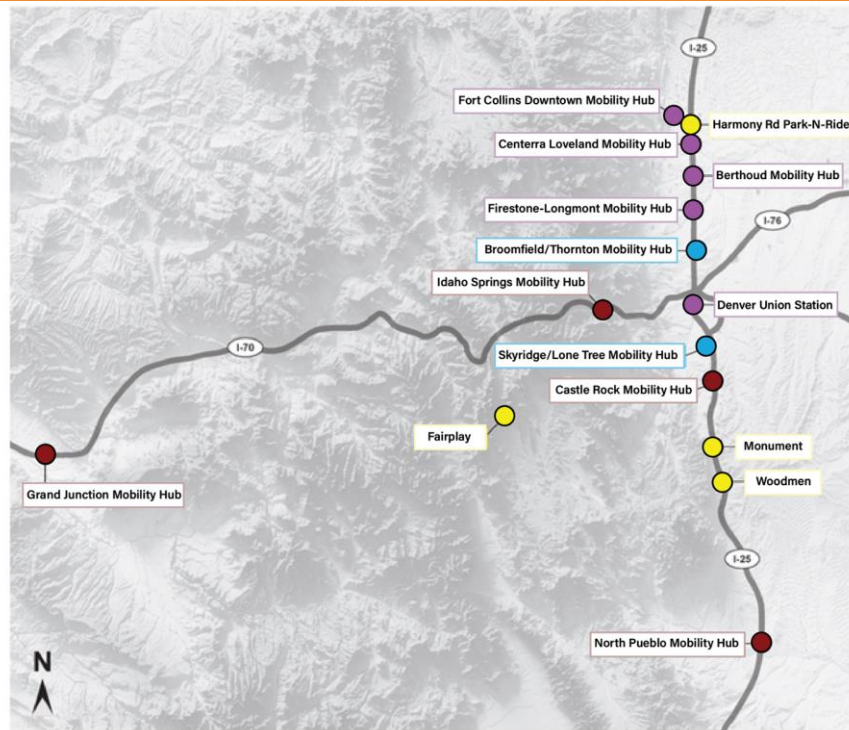 I-25
Fort Collins Downtown Mobility Hub
Harmony Rd Park-N-Ride
Centerra Loveland Mobility Hub
Berthoud Mobility Hub
Firestone-Longmont Mobility Hub
I-76
Broomfield/Thornton Mobility Hub
Idaho Springs Mobility Hub
Denver Union Station
I-70
Skyridge/Lone Tree Mobility Hub
Castle Rock Mobility Hub
Fairplay
Monument
Woodmen
Grand Junction Mobility Hub
I-25
North Pueblo Mobility Hub
N